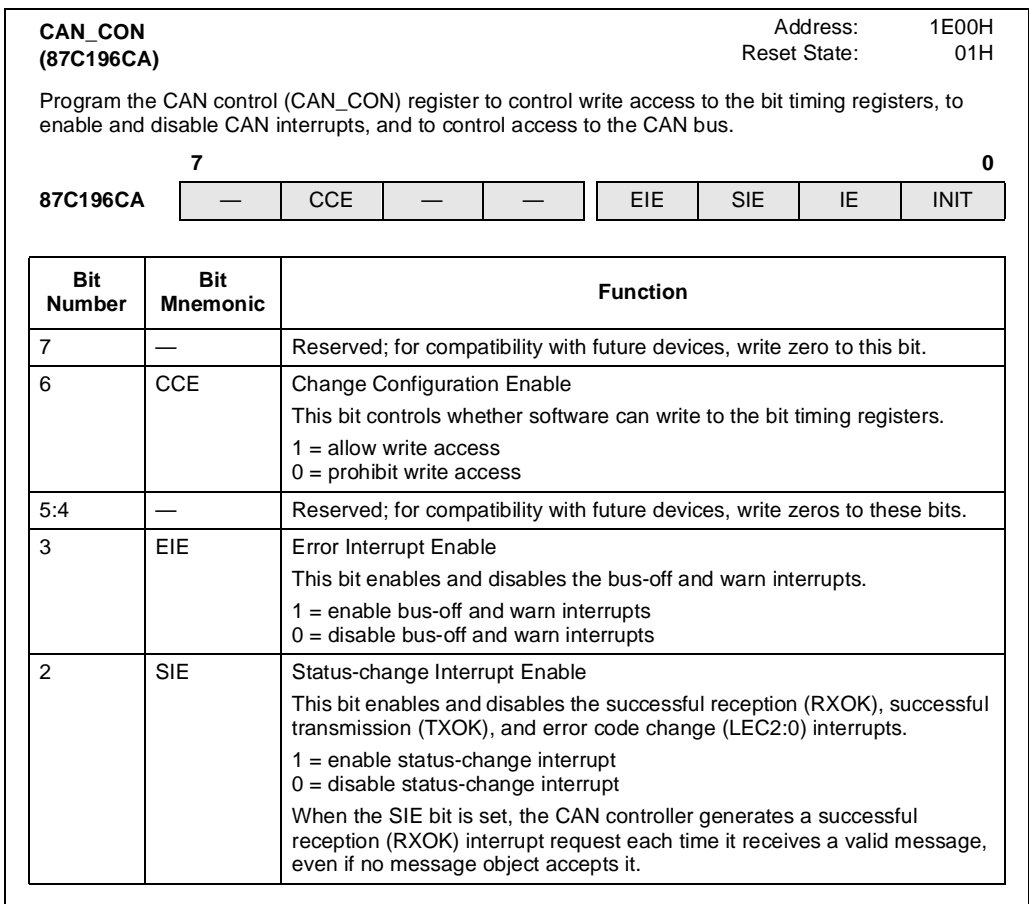 CAN_CON
(87C196CA)
Address: 1E00H
Reset State: 01H
Program the CAN control (CAN_CON) register to control write access to the bit timing registers, to
enable and disable CAN interrupts, and to control access to the CAN bus.
7 0
87C196CA — CCE — — EIE SIE IE INIT
Bit Number Bit Mnemonic Function
7 — Reserved; for compatibility with future devices, write zero to this bit.
6 CCE Change Configuration Enable
This bit controls whether software can write to the bit timing registers.
1 = allow write access
0 = prohibit write access
5:4 — Reserved; for compatibility with future devices, write zeros to these bits.
3 EIE Error Interrupt Enable
This bit enables and disables the bus-off and warn interrupts.
1 = enable bus-off and warn interrupts
0 = disable bus-off and warn interrupts
2 SIE Status-change Interrupt Enable
This bit enables and disables the successful reception (RXOK), successful
transmission (TXOK), and error code change (LEC2:0) interrupts.
1 = enable status-change interrupt
0 = disable status-change interrupt
When the SIE bit is set, the CAN controller generates a successful
reception (RXOK) interrupt request each time it receives a valid message,
even if no message object accepts it.